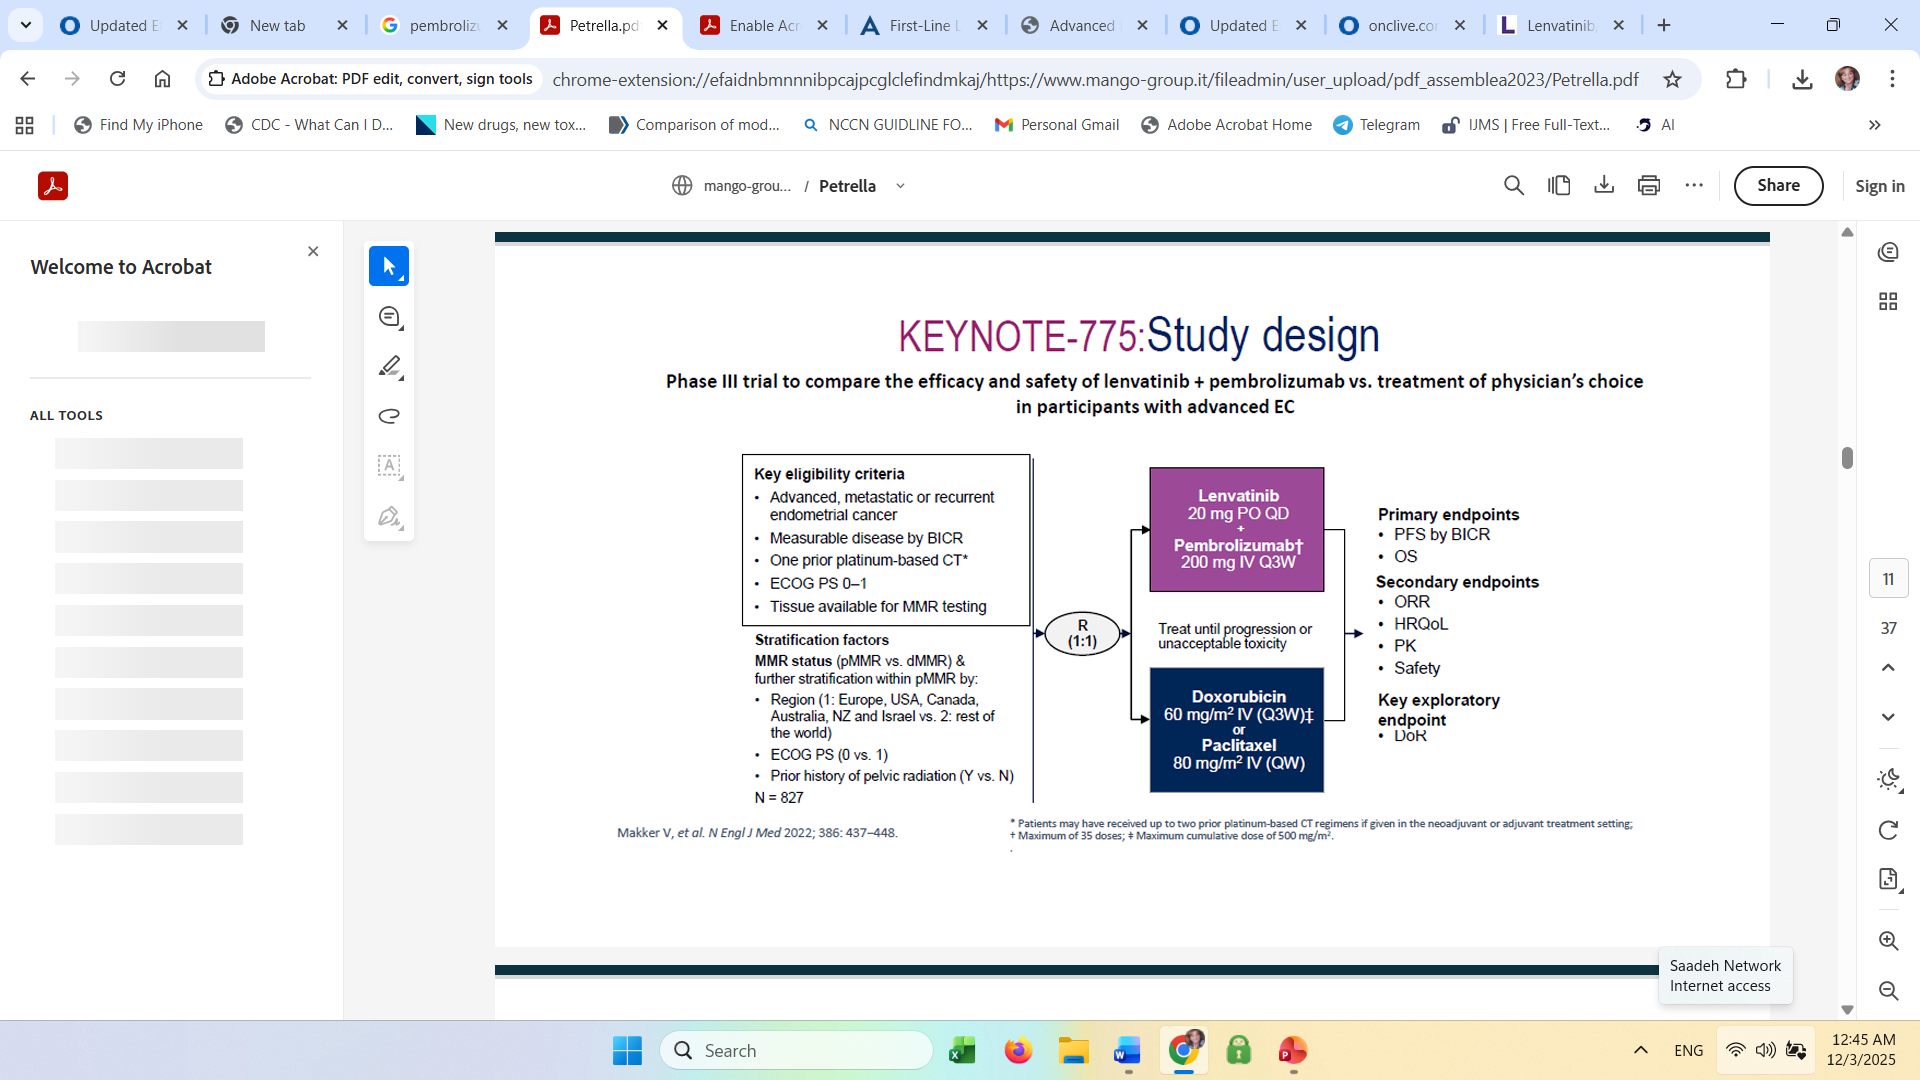 Updated E
New tab
pembrolizu
Petrella.pd
Enable Acr
First-Line L
Advanced
Updated E
onclive.co
Lenvatinib,
Adobe Acrobat: PDF edit, convert, sign tools
chrome-extension://efaidnbmnnnibpcajpcglclefindmkaj/https://www.mango-group.it/fileadmin/user_upload/pdf_assemblea2023/Petrella.pdf
Find My iPhone
CDC - What Can I D...
New drugs, new tox...
Comparison of mod...
NCCN GUIDLINE FO...
Personal Gmail
Adobe Acrobat Home
Telegram
IJMS | Free Full-Text...
AI
mango-grou... / Petrella
Share
Sign in
Welcome to Acrobat
ALL TOOLS
KEYNOTE-775:Study design
Phase III trial to compare the efficacy and safety of lenvatinib + pembrolizumab vs. treatment of physician's choice
in participants with advanced EC
Key eligibility criteria
• Advanced, metastatic or recurrent
endometrial cancer
• Measurable disease by BICR
• One prior platinum-based CT*
• ECOG PS 0–1
• Tissue available for MMR testing
Stratification factors
MMR status (pMMR vs. dMMR) &
further stratification within pMMR by:
• Region (1: Europe, USA, Canada,
Australia, NZ and Israel vs. 2: rest of
the world)
• ECOG PS (0 vs. 1)
• Prior history of pelvic radiation (Y vs. N)
N = 827
R
(1:1)
Lenvatinib
20 mg PO QD
+
Pembrolizumab†
200 mg IV Q3W
Treat until progression or
unacceptable toxicity
Doxorubicin
60 mg/m² IV (Q3W)‡
or
Paclitaxel
80 mg/m² IV (QW)
Primary endpoints
• PFS by BICR
• OS
Secondary endpoints
• ORR
• HRQoL
• PK
• Safety
Key exploratory
endpoint
• DoR
Makker V, et al. N Engl J Med 2022; 386: 437–448.
* Patients may have received up to two prior platinum-based CT regimens if given in the neoadjuvant or adjuvant treatment setting;
† Maximum of 35 doses; ‡ Maximum cumulative dose of 500 mg/m².
.
11
37
Saadeh Network
Internet access
Search
ENG
12:45 AM
12/3/2025